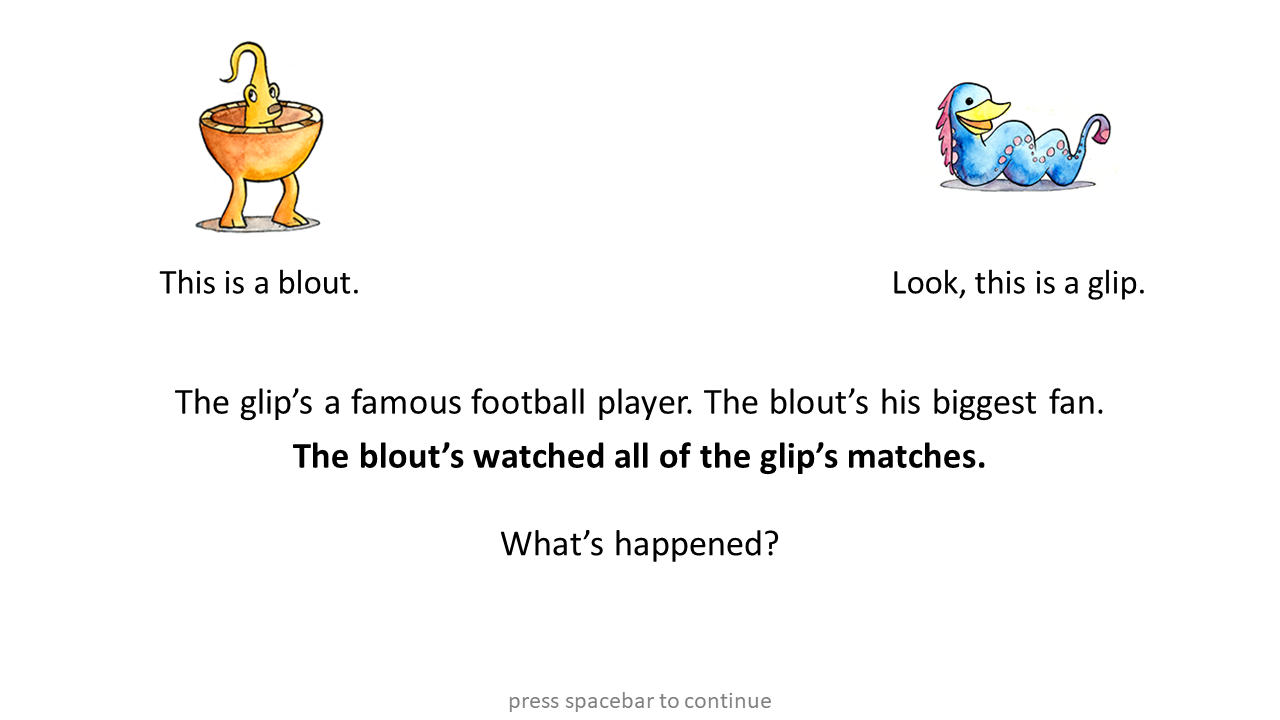 This is a blout.
Look, this is a glip.
The glip’s a famous football player. The blout’s his biggest fan.
The blout’s watched all of the glip’s matches.
What’s happened?
press spacebar to continue